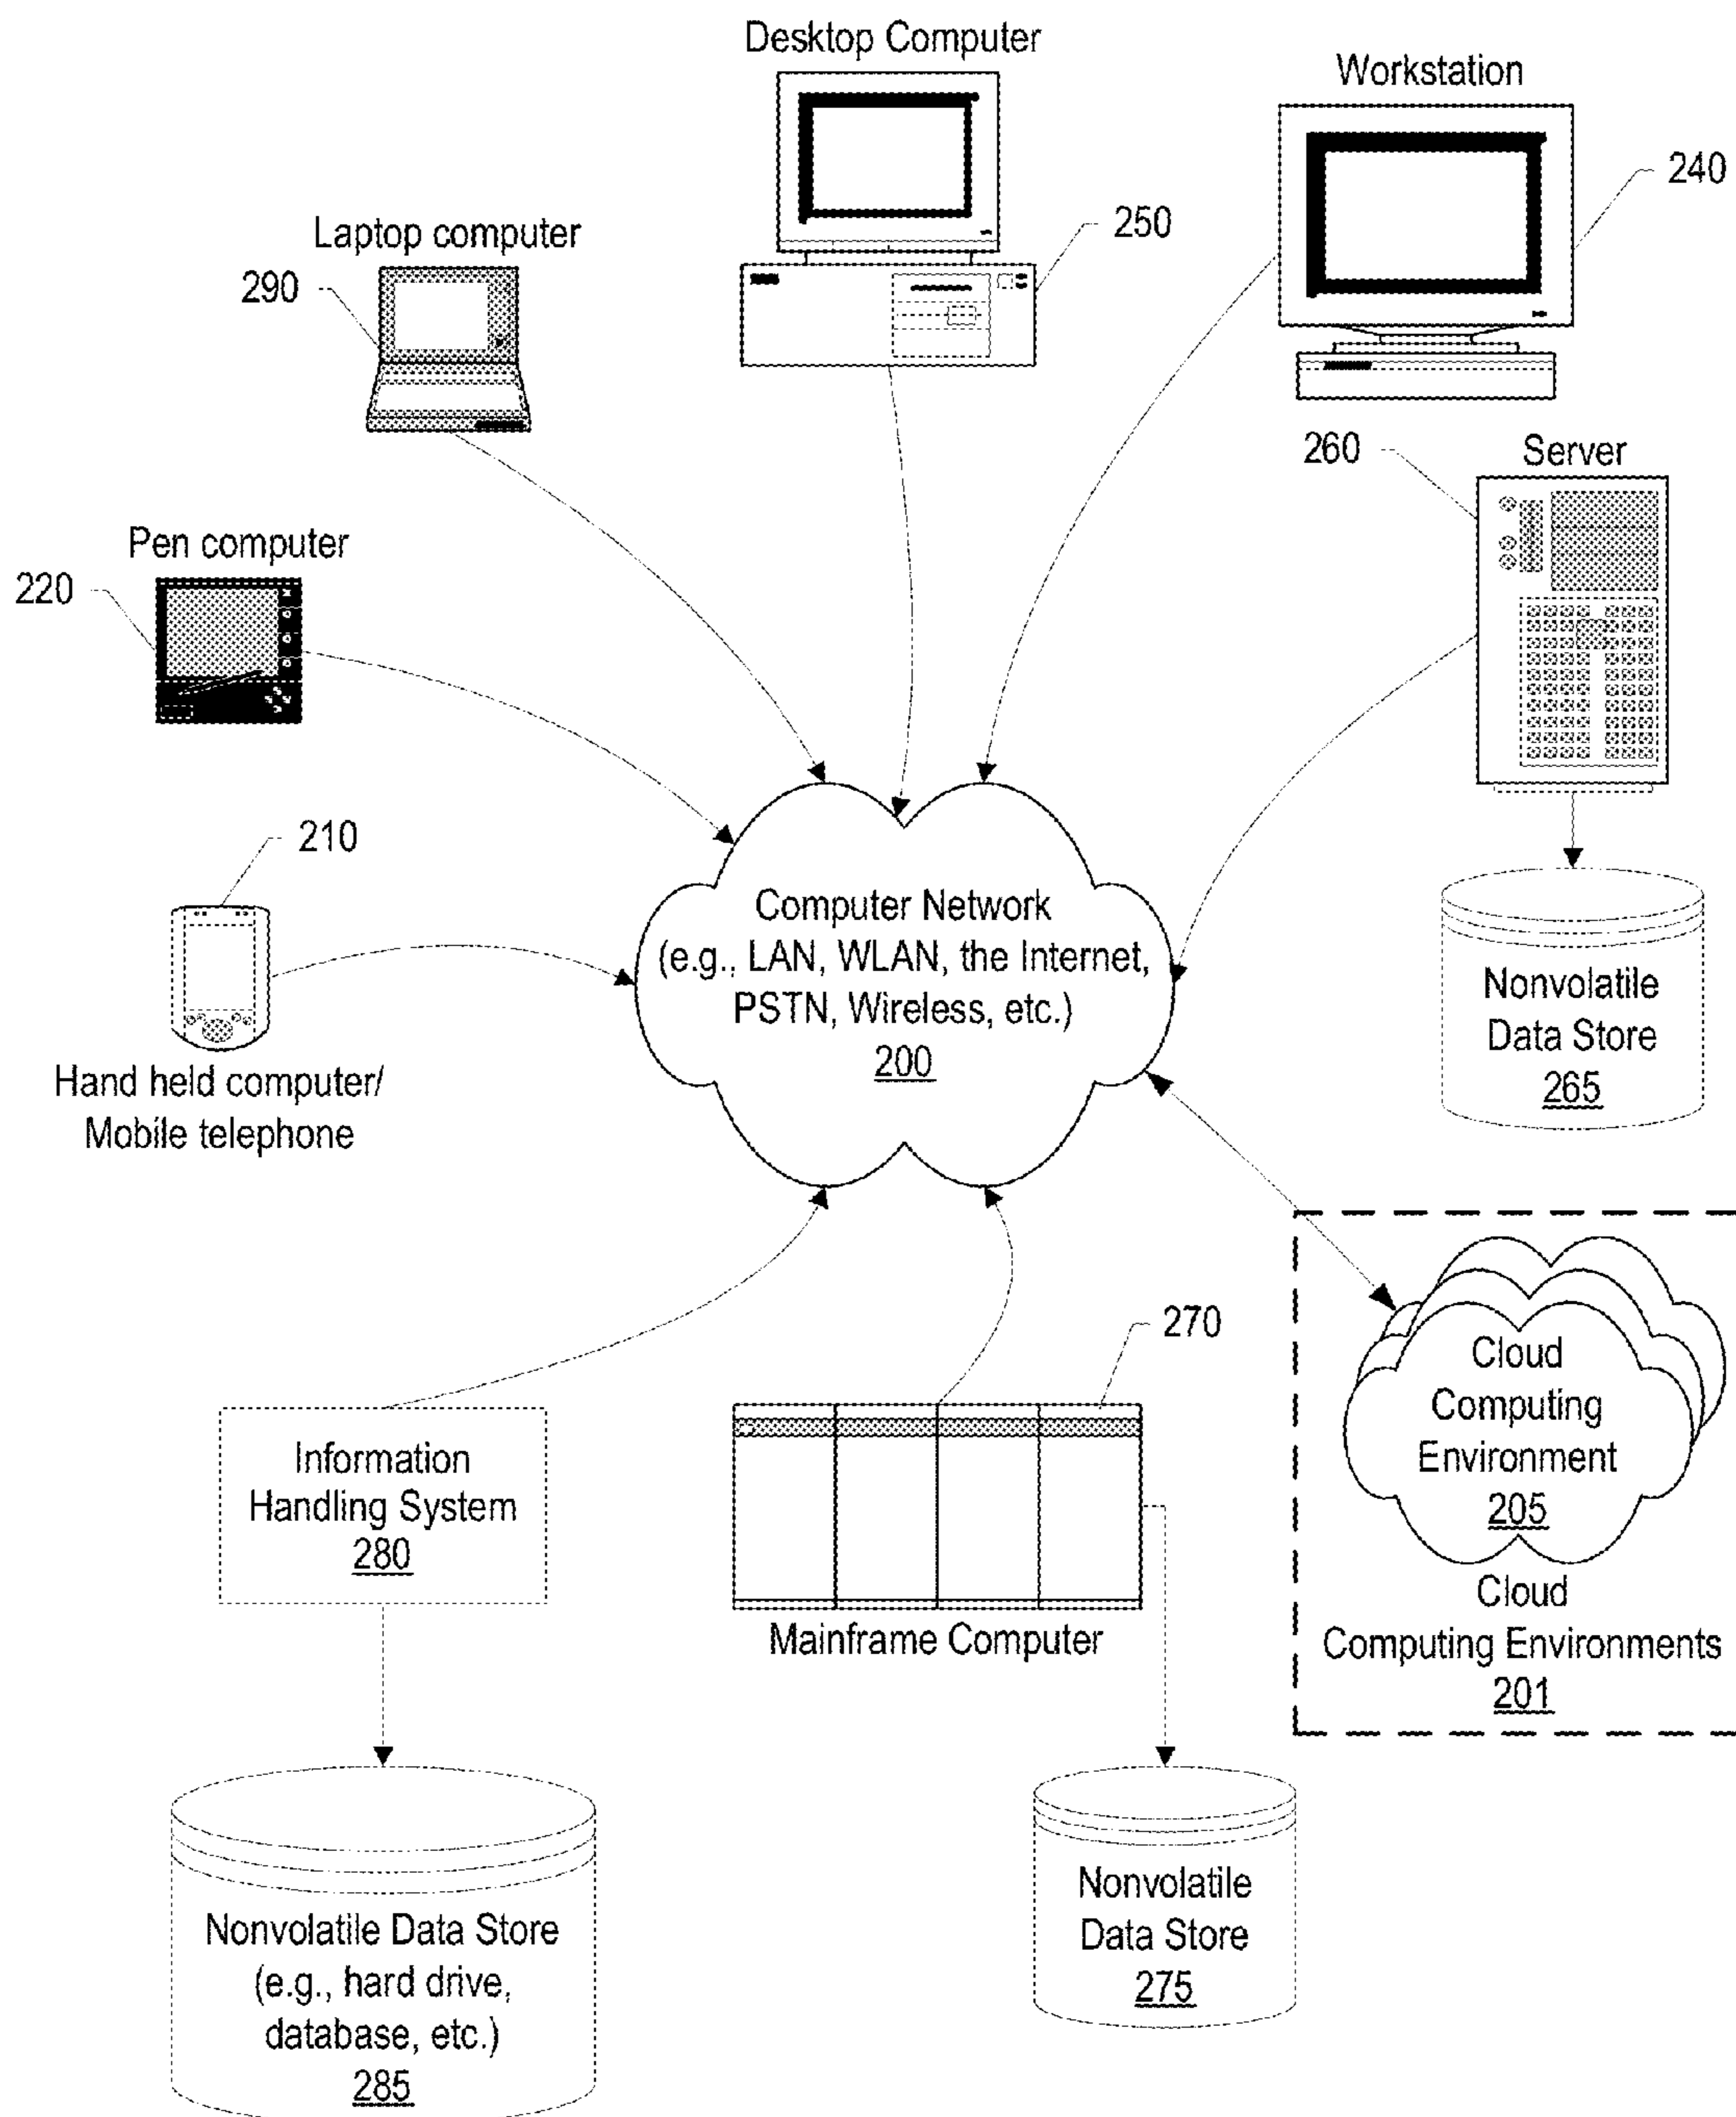 Desktop Computer
Workstation
240
250
Laptop computer
290
260
Server
Pen computer
220
210
Computer Network
(e.g., LAN, WLAN, the Internet,
PSTN, Wireless, etc.)
200
Nonvolatile
Data Store
265
Hand held computer/
Mobile telephone
270
Cloud
Computing
Environment
205
Cloud
Computing Environments
201
Information
Handling System
280
Mainframe Computer
Nonvolatile
Data Store
275
Nonvolatile Data Store
(e.g., hard drive,
database, etc.)
285